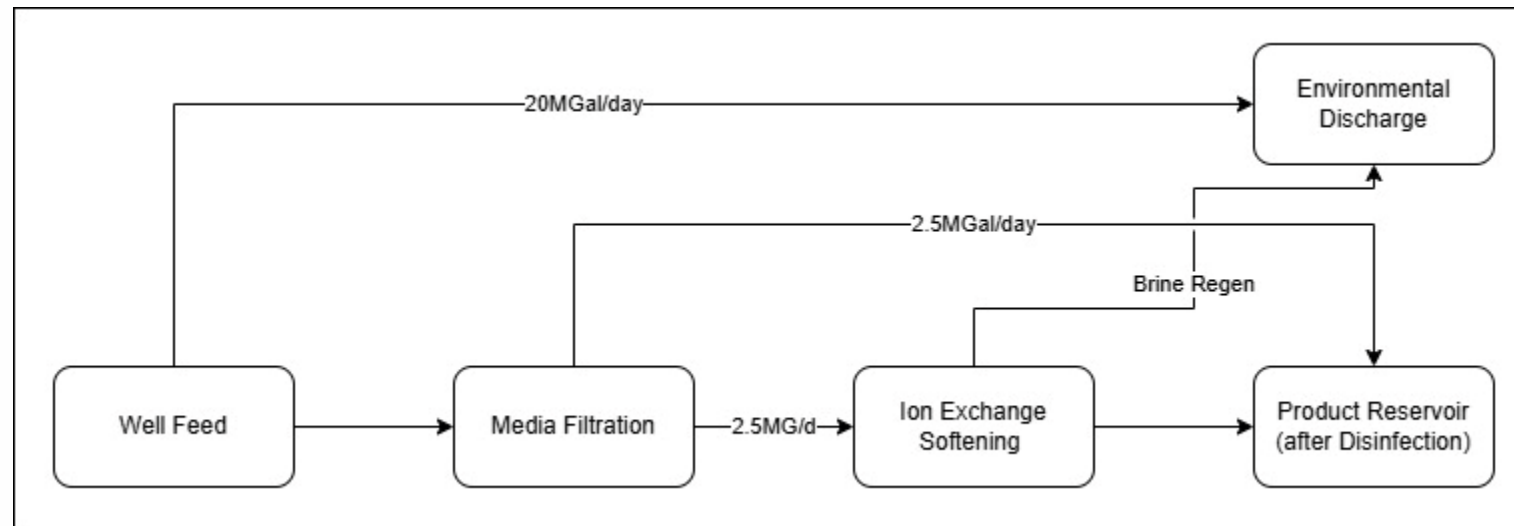 20MGal/day
Environmental
Discharge
2.5MGal/day
Brine Regen
Well Feed
Media Filtration
2.5MG/d
Ion Exchange
Softening
Product Reservoir
(after Disinfection)